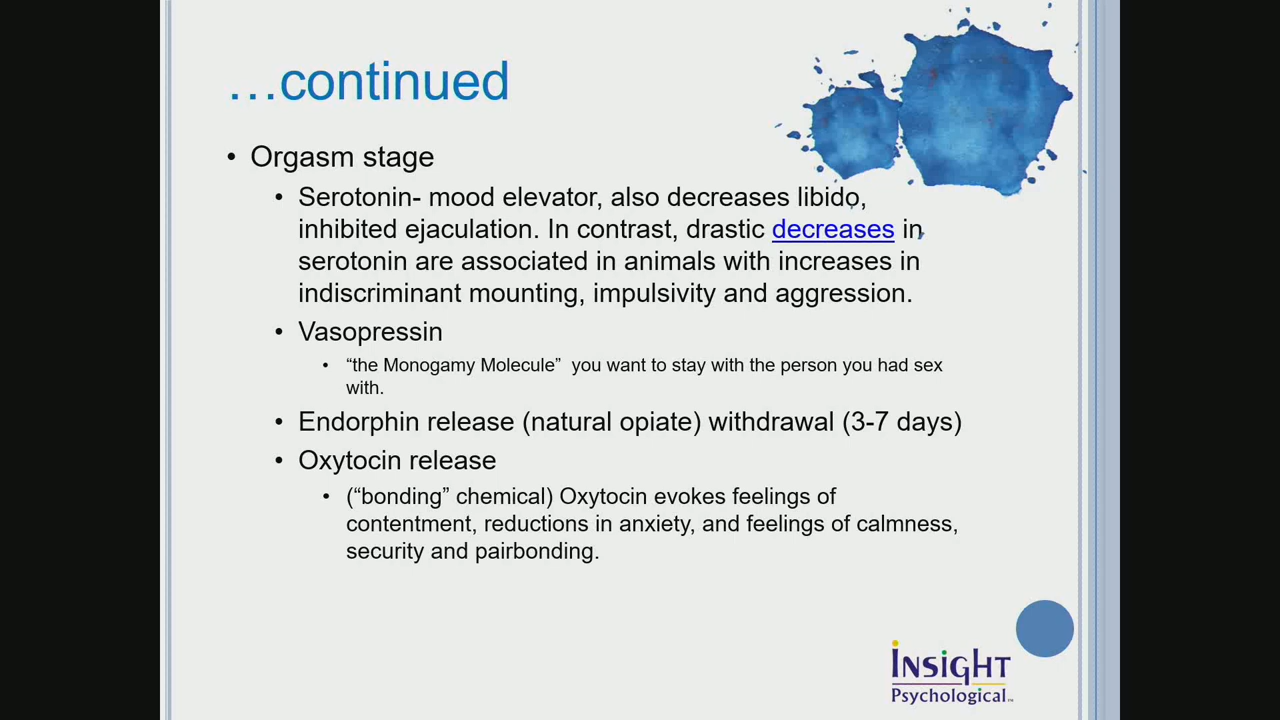 …continued
• Orgasm stage
• Serotonin- mood elevator, also decreases libido,
inhibited ejaculation. In contrast, drastic decreases in
serotonin are associated in animals with increases in
indiscriminant mounting, impulsivity and aggression.
• Vasopressin
• “the Monogamy Molecule”  you want to stay with the person you had sex
with.
• Endorphin release (natural opiate) withdrawal (3-7 days)
• Oxytocin release
• (“bonding” chemical) Oxytocin evokes feelings of
contentment, reductions in anxiety, and feelings of calmness,
security and pairbonding.
INSIGHT
Psychological™